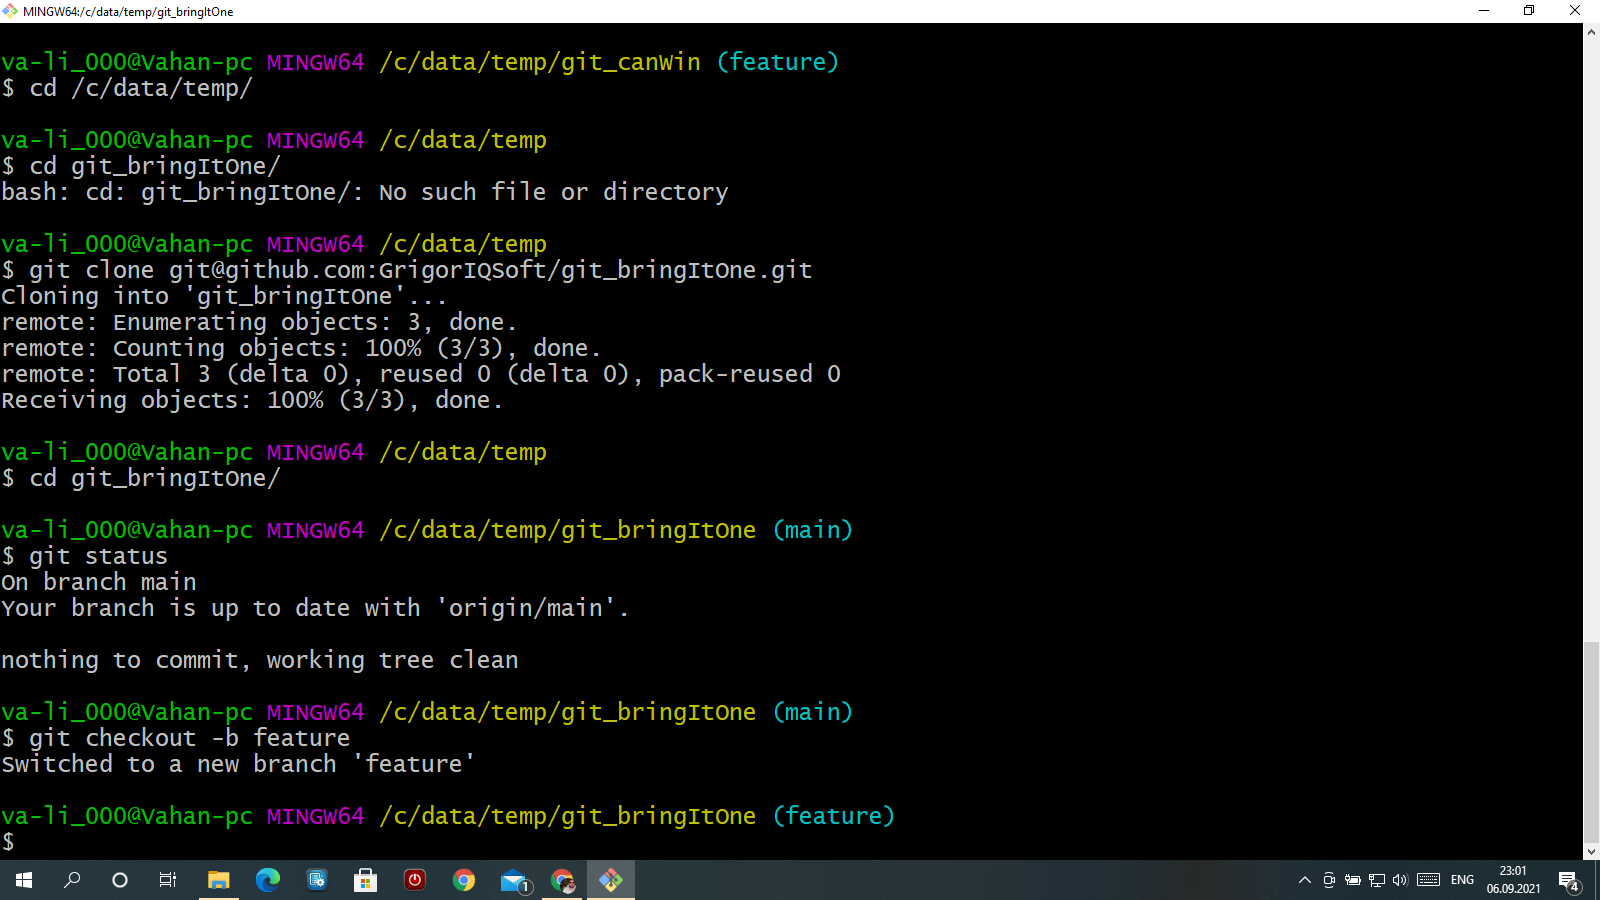 MINGW64:/c/data/temp/git_bringItOne
va-li_000@Vahan-pc MINGW64 /c/data/temp/git_canWin (feature)
$ cd /c/data/temp/
va-li_000@Vahan-pc MINGW64 /c/data/temp
$ cd git_bringItOne/
bash: cd: git_bringItOne/: No such file or directory
va-li_000@Vahan-pc MINGW64 /c/data/temp
$ git clone git@github.com:GrigorIQSoft/git_bringItOne.git
Cloning into 'git_bringItOne'...
remote: Enumerating objects: 3, done.
remote: Counting objects: 100% (3/3), done.
remote: Total 3 (delta 0), reused 0 (delta 0), pack-reused 0
Receiving objects: 100% (3/3), done.
va-li_000@Vahan-pc MINGW64 /c/data/temp
$ cd git_bringItOne/
va-li_000@Vahan-pc MINGW64 /c/data/temp/git_bringItOne (main)
$ git status
On branch main
Your branch is up to date with 'origin/main'.
nothing to commit, working tree clean
va-li_000@Vahan-pc MINGW64 /c/data/temp/git_bringItOne (main)
$ git checkout -b feature
Switched to a new branch 'feature'
va-li_000@Vahan-pc MINGW64 /c/data/temp/git_bringItOne (feature)
$
1
ENG
23:01
06.09.2021
4